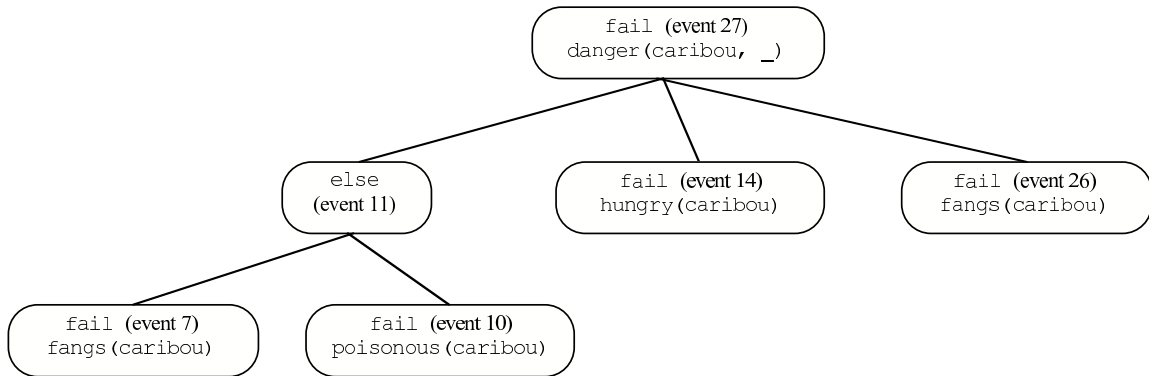 fail (event 27)
danger(caribou, _)
else
(event 11)
fail (event 14)
hungry(caribou)
fail (event 26)
fangs(caribou)
fail (event 7)
fangs(caribou)
fail (event 10)
poisonous(caribou)